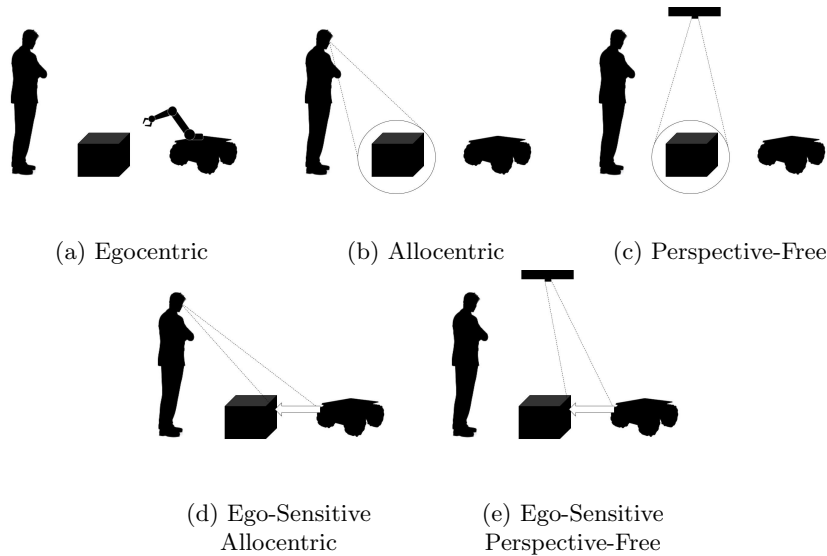 (a) Egocentric
(b) Allocentric
(c) Perspective-Free
(d) Ego-Sensitive
Allocentric
(e) Ego-Sensitive
Perspective-Free